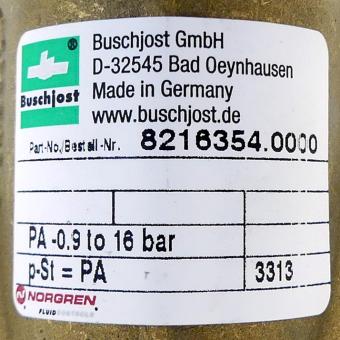 Buschjost GmbH
D-32545 Bad Oeynhausen
Made in Germany
www.buschjost.de
®
Buschjost
Part-No./Bestell-Nr. 8216354.0000
PA -0.9 to 16 bar
p-St = PA 3313
NORGREN
FLUID CONTROLS